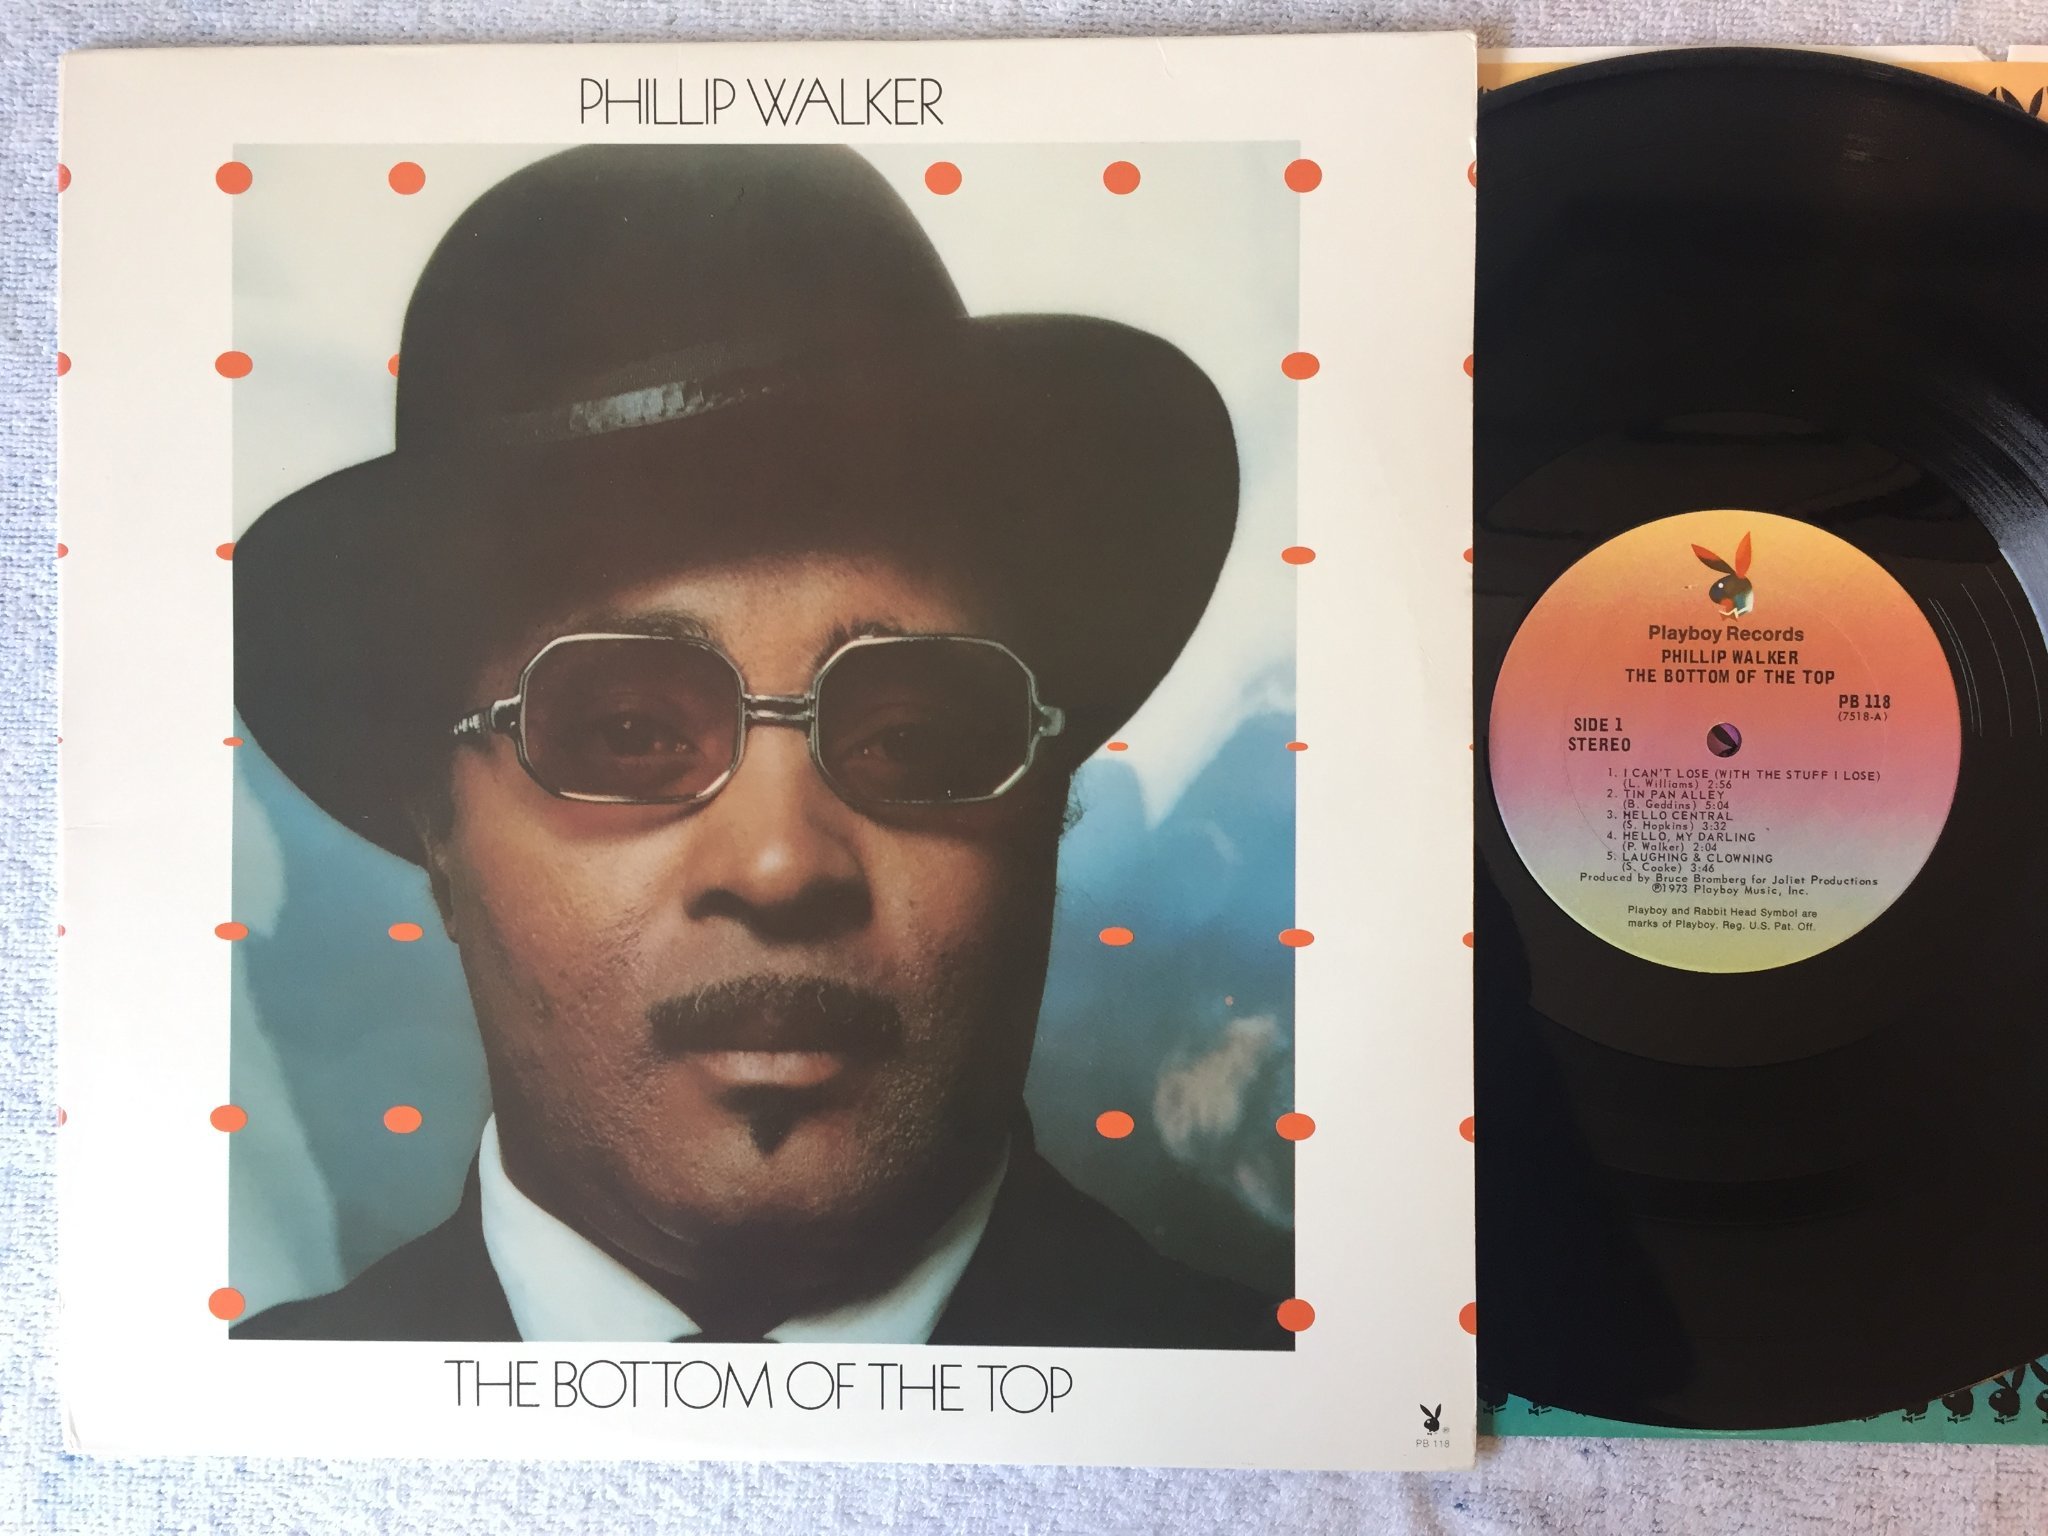 PHILLIP WALKER
THE BOTTOM OF THE TOP
®
PB 118
Playboy Records
PHILLIP WALKER
THE BOTTOM OF THE TOP
PB 118
(7518-A)
SIDE 1
STEREO
1. I CAN'T LOSE (WITH THE STUFF I LOSE)
(L. Williams) 2:56
2. TIN PAN ALLEY
(B. Geddins) 5:04
3. HELLO CENTRAL
(S. Hopkins) 3:32
4. HELLO, MY DARLING
(P. Walker) 2:04
5. LAUGHING & CLOWNING
(S. Cooke) 3:46
Produced by Bruce Bromberg for Joliet Productions
℗1973 Playboy Music, Inc.
Playboy and Rabbit Head Symbol are
marks of Playboy. Reg. U.S. Pat. Off.